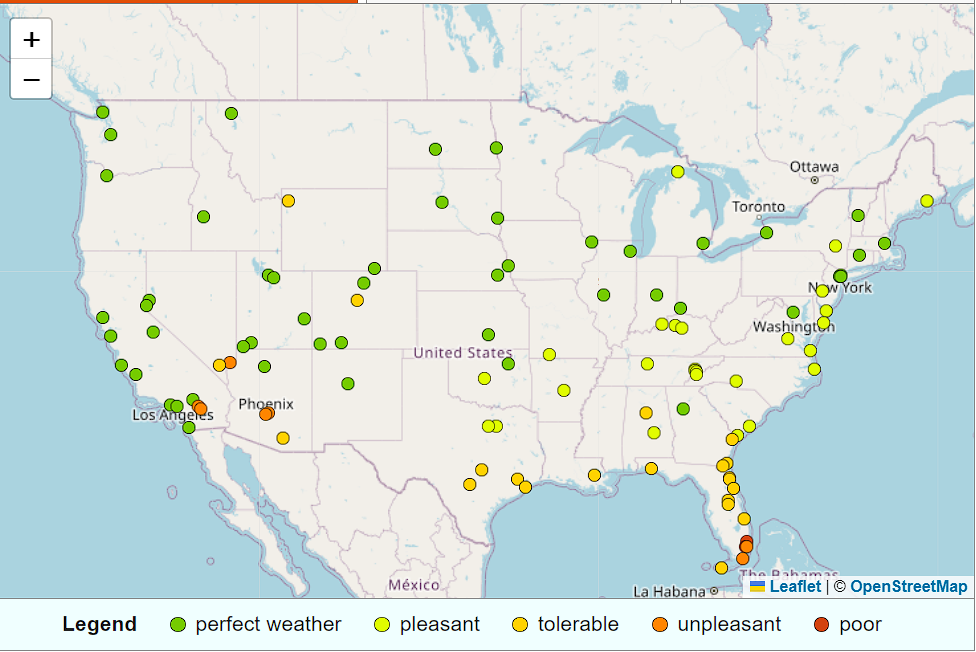 +
−
Ottawa
Toronto
New York
Washington
United States
Phoenix
Los Angeles
México
The Bahamas
La Habana
Leaflet | © OpenStreetMap
Legend perfect weather pleasant tolerable unpleasant poor